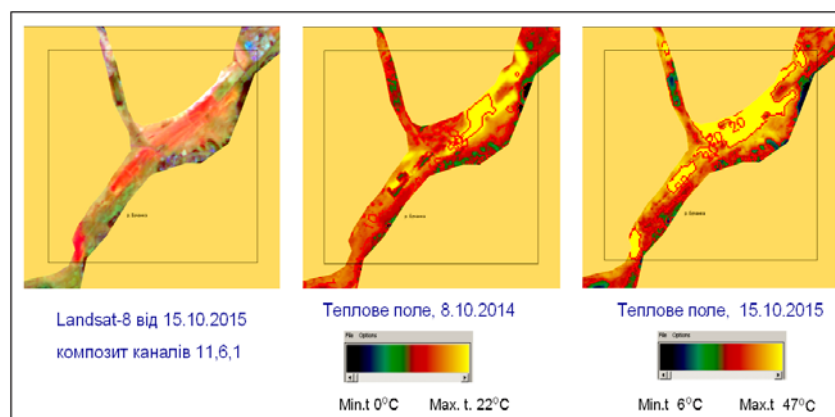 Landsat-8 від 15.10.2015
композит каналів 11,6,1
Теплове поле, 8.10.2014
File Options
Min.t 0°C Max. t. 22°C
Теплове поле, 15.10.2015
File Options
Min.t 6°C Max.t 47°C
20